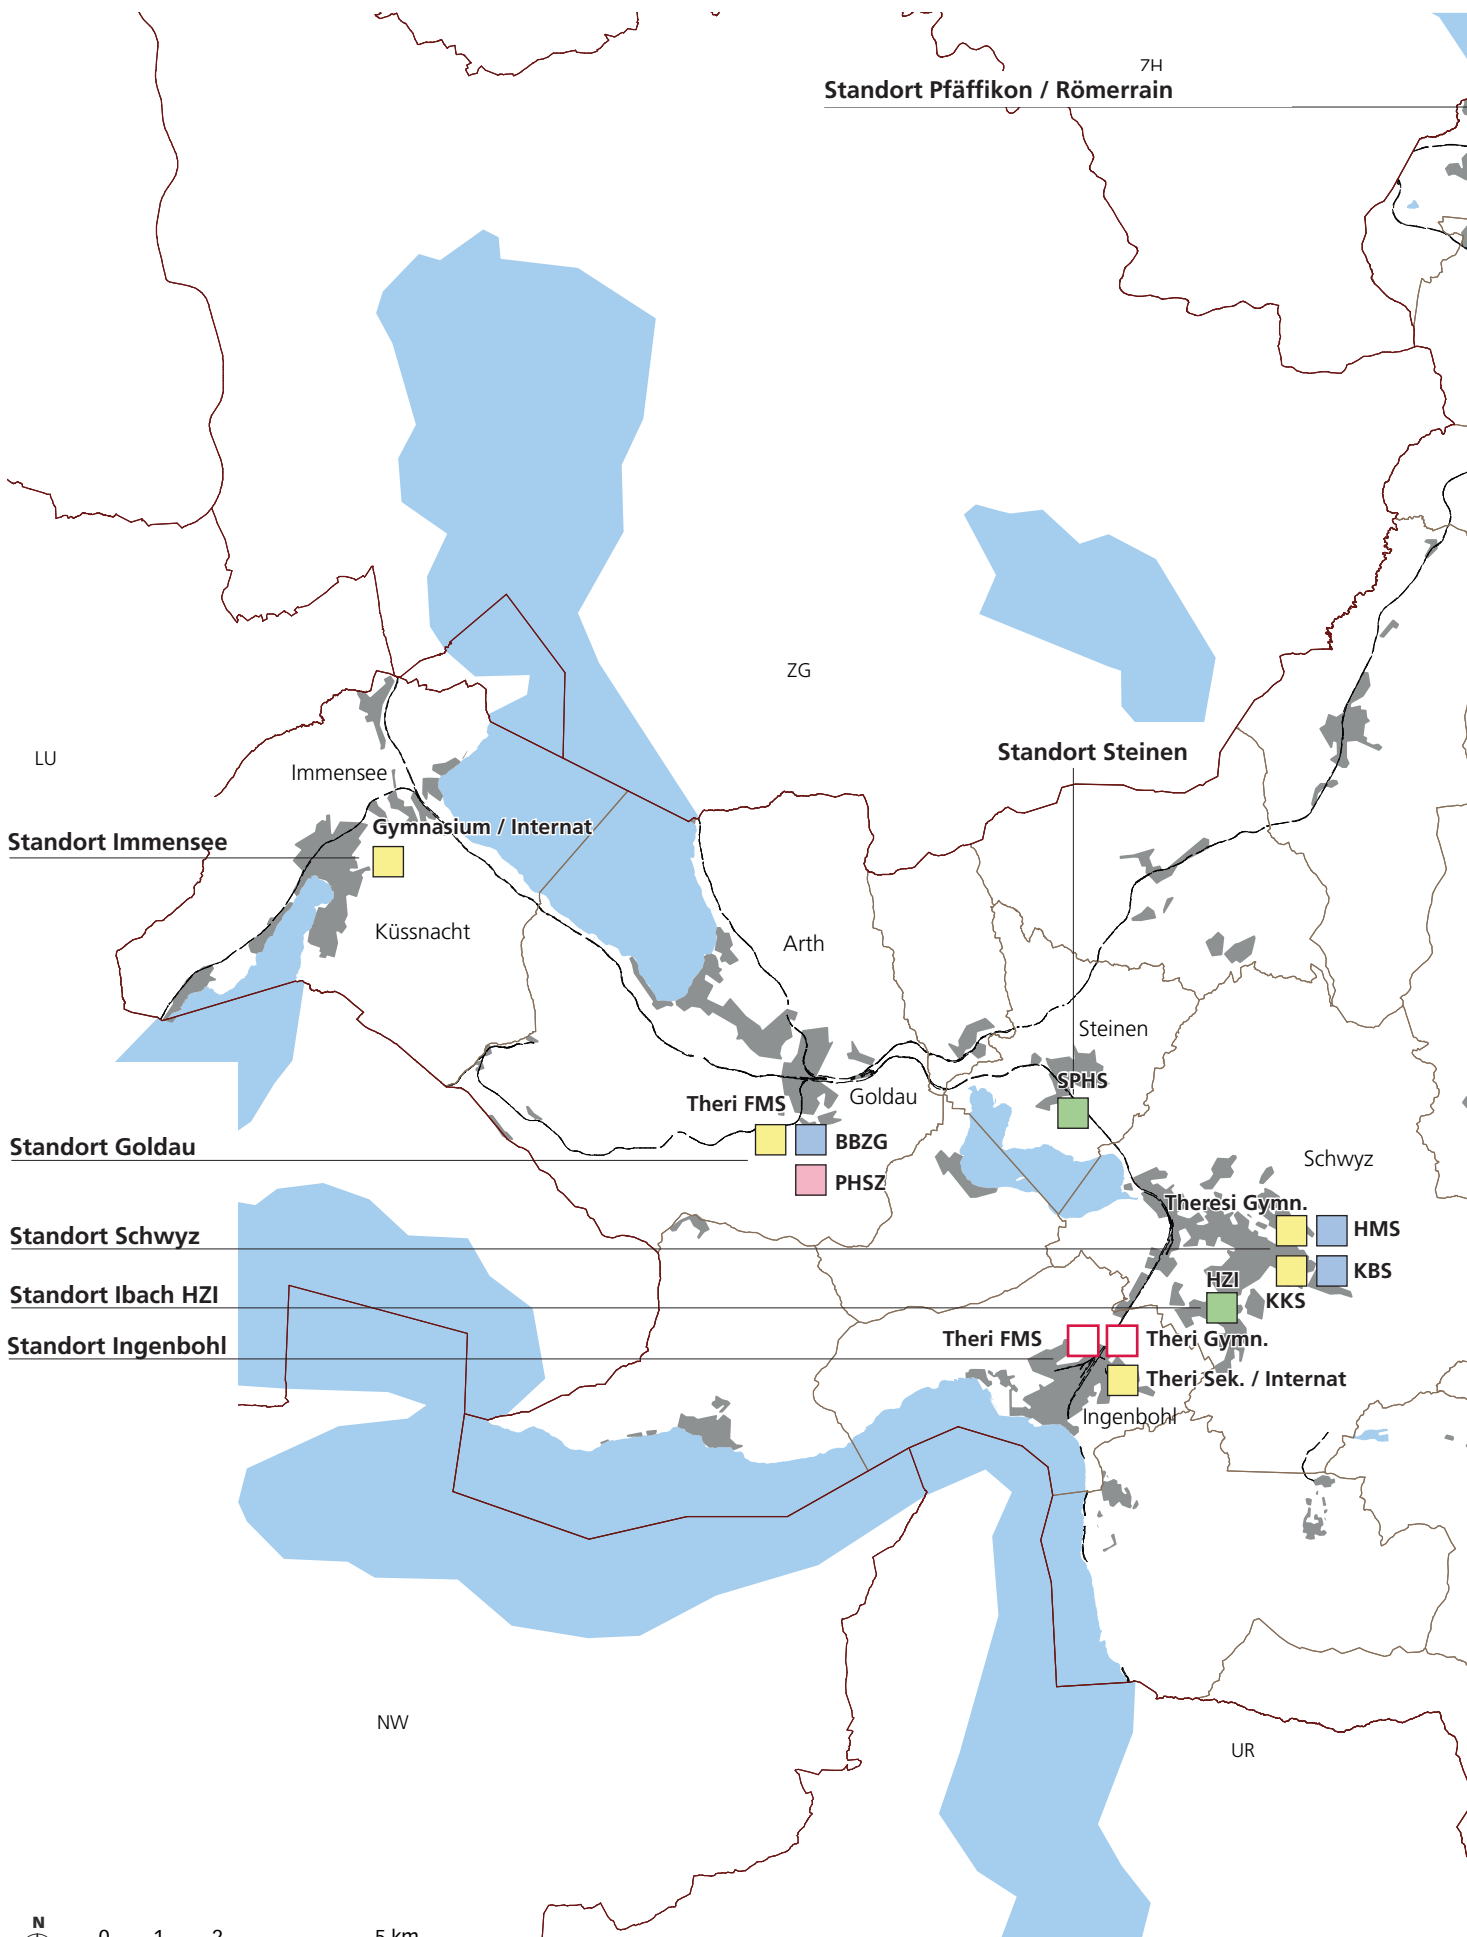 7H
Standort Pfäffikon / Römerrain
ZG
Standort Steinen
LU
Immensee
Gymnasium / Internat
Standort Immensee
Küssnacht
Arth
Steinen
SPHS
Goldau
Theri FMS
BBZG
Standort Goldau
Schwyz
PHSZ
Theresi Gymn.
HMS
Standort Schwyz
KBS
HZI
Standort Ibach HZI
KKS
Theri FMS
Theri Gymn.
Standort Ingenbohl
Theri Sek. / Internat
Ingenbohl
NW
UR
N
0 1 2 5 km